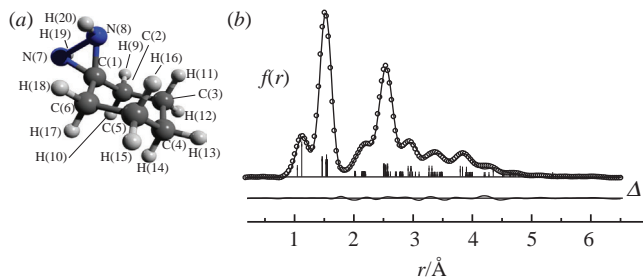 (a)
H(20)
N(8)
H(19)
H(9)
C(2)
N(7)
C(1)
H(16)
H(11)
H(18)
C(3)
C(6)
H(12)
H(17)
C(5)
C(4)
H(13)
H(10)
H(15)
H(14)
(b)
f(r)
Δ
1 2 3 4 5 6
r/Å